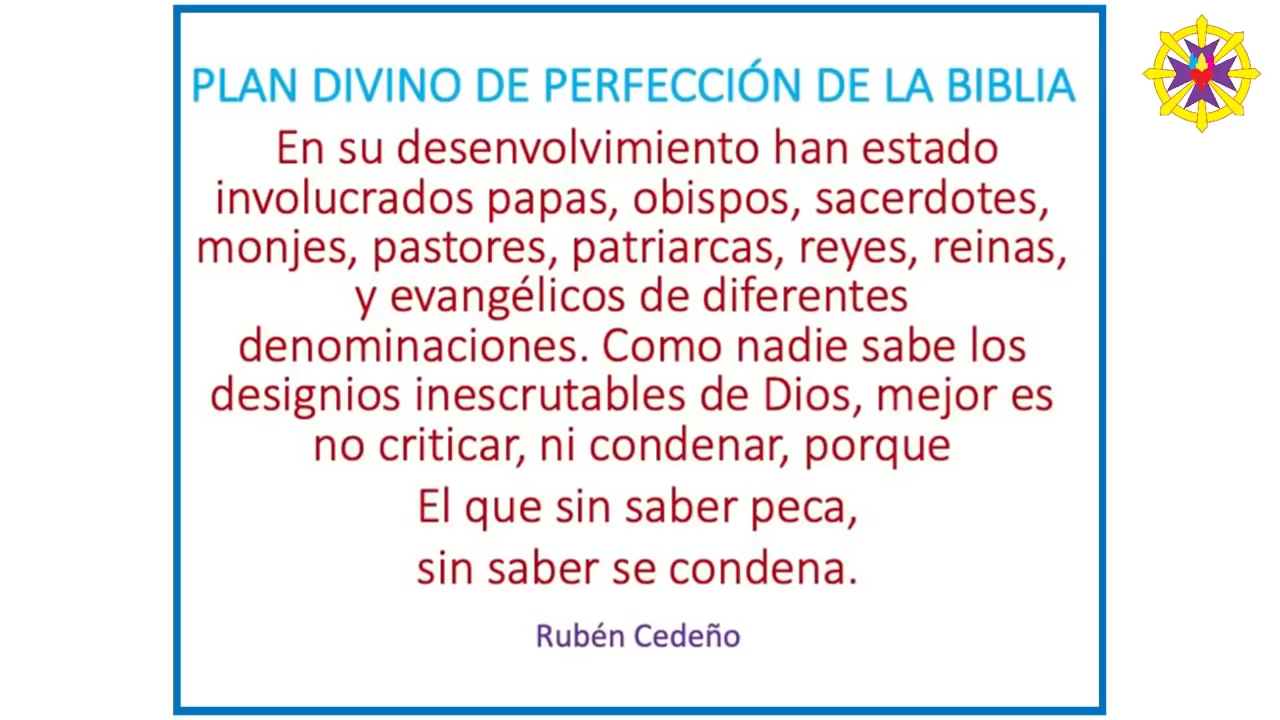 PLAN DIVINO DE PERFECCIÓN DE LA BIBLIA
En su desenvolvimiento han estado
involucrados papas, obispos, sacerdotes,
monjes, pastores, patriarcas, reyes, reinas,
y evangélicos de diferentes
denominaciones. Como nadie sabe los
designios inescrutables de Dios, mejor es
no criticar, ni condenar, porque
El que sin saber peca,
sin saber se condena.
Rubén Cedeño